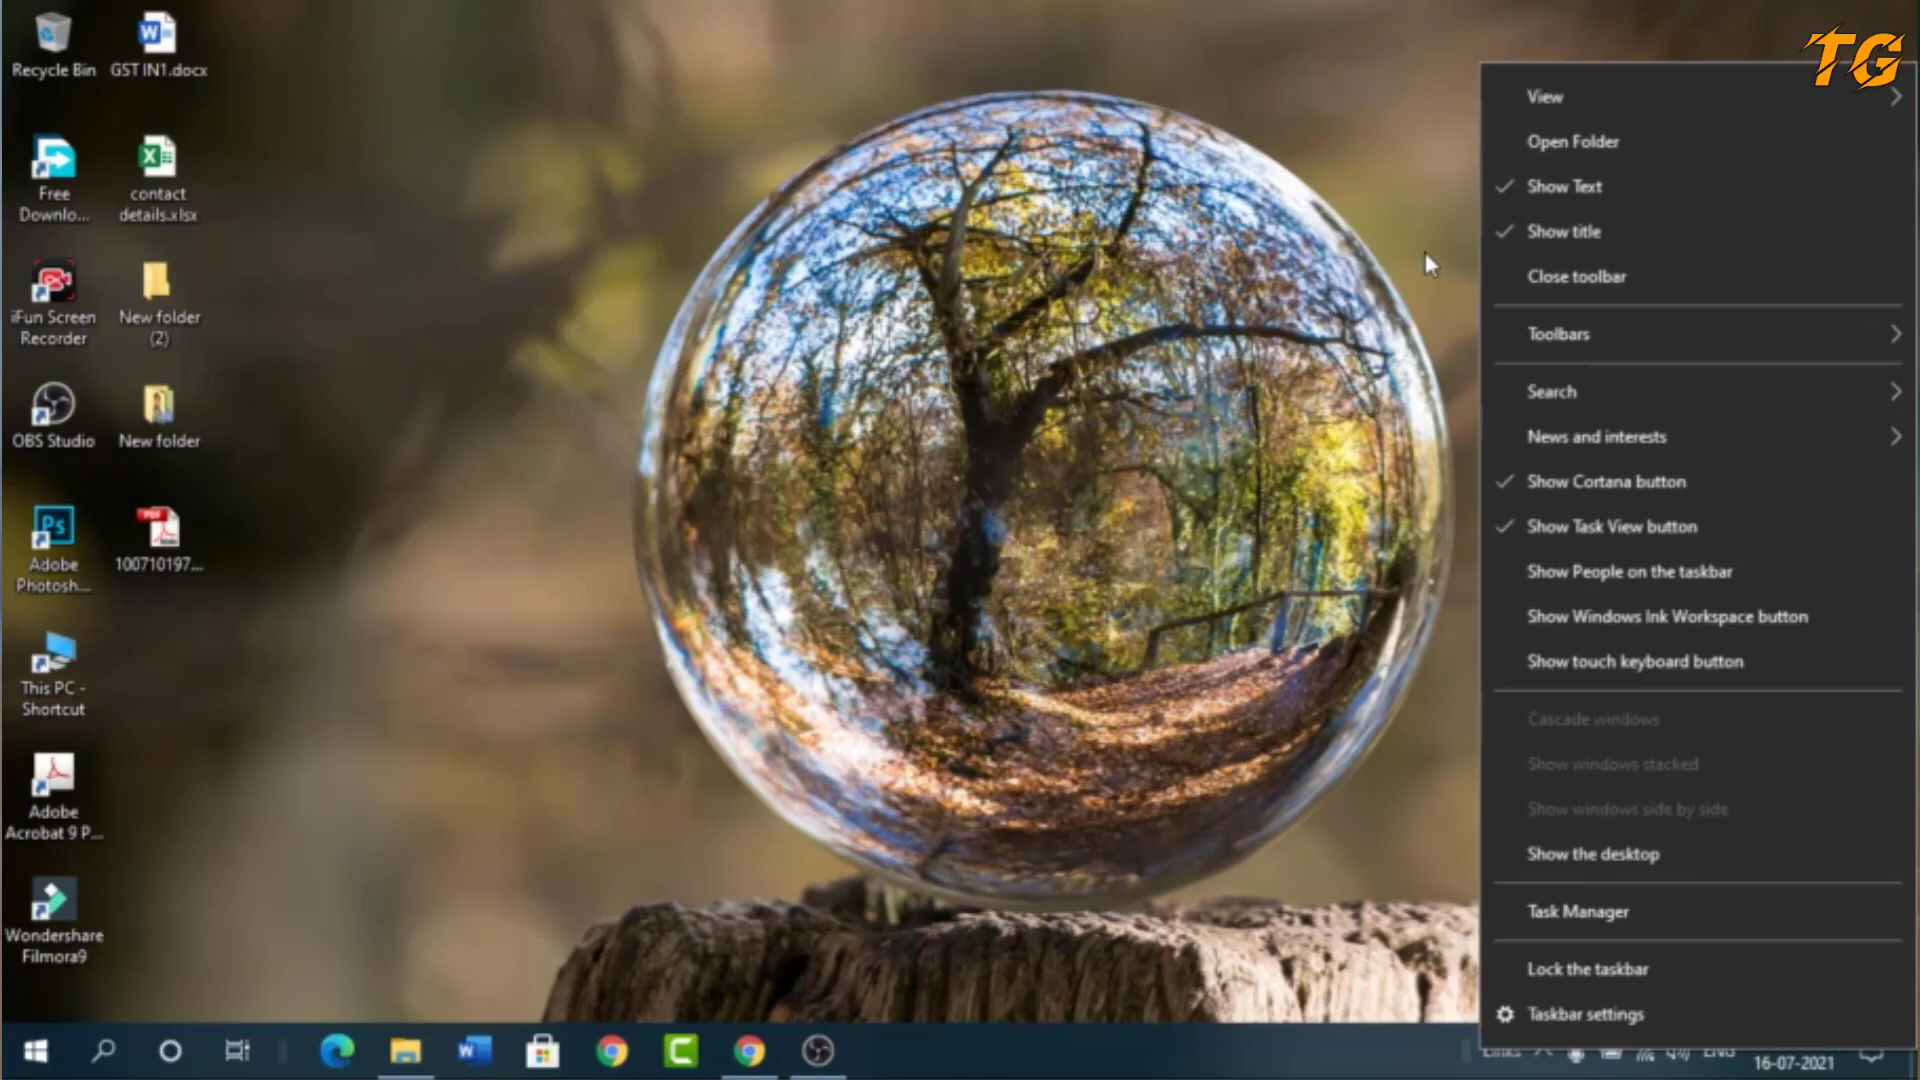 Recycle Bin
GST IN1.docx
Free
Downlo...
contact
details.xlsx
iFun Screen
Recorder
New folder
(2)
OBS Studio
New folder
Ps
Adobe
Photosh...
PDF
100710197...
This PC -
Shortcut
Adobe
Acrobat 9 P...
Wondershare
Filmora9
TG
View
Open Folder
Show Text
Show title
Close toolbar
Toolbars
Search
News and interests
Show Cortana button
Show Task View button
Show People on the taskbar
Show Windows Ink Workspace button
Show touch keyboard button
Cascade windows
Show windows stacked
Show windows side by side
Show the desktop
Task Manager
Lock the taskbar
Taskbar settings
Links
ENG
16-07-2021